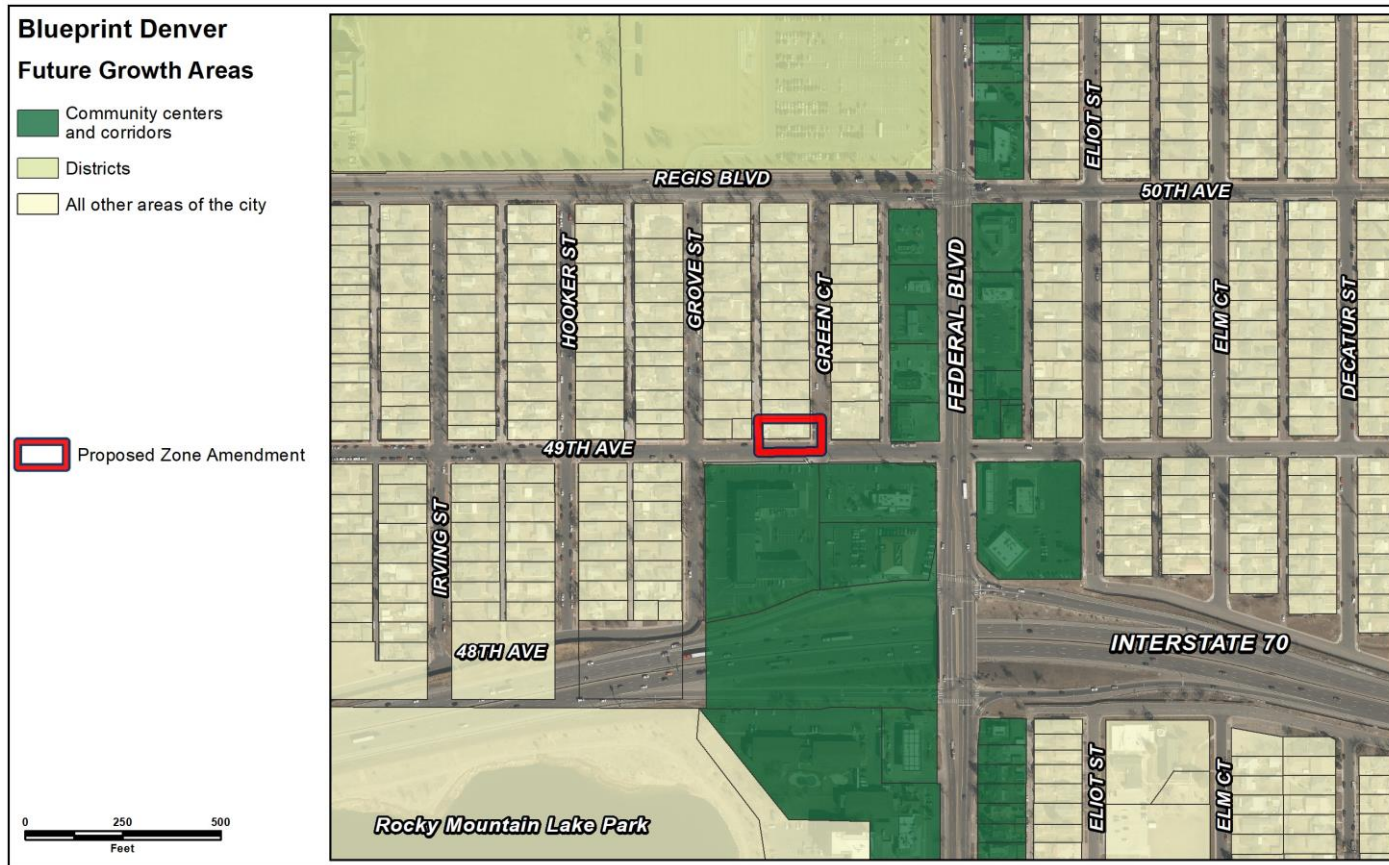 Blueprint Denver
Future Growth Areas
Community centers
and corridors
Districts
All other areas of the city
Proposed Zone Amendment
0 250 500
Feet
REGIS BLVD
50TH AVE
ELIOT ST
HOOKER ST
GROVE ST
GREEN CT
FEDERAL BLVD
ELM CT
DECATUR ST
49TH AVE
IRVING ST
48TH AVE
INTERSTATE 70
ELIOT ST
ELM CT
Rocky Mountain Lake Park